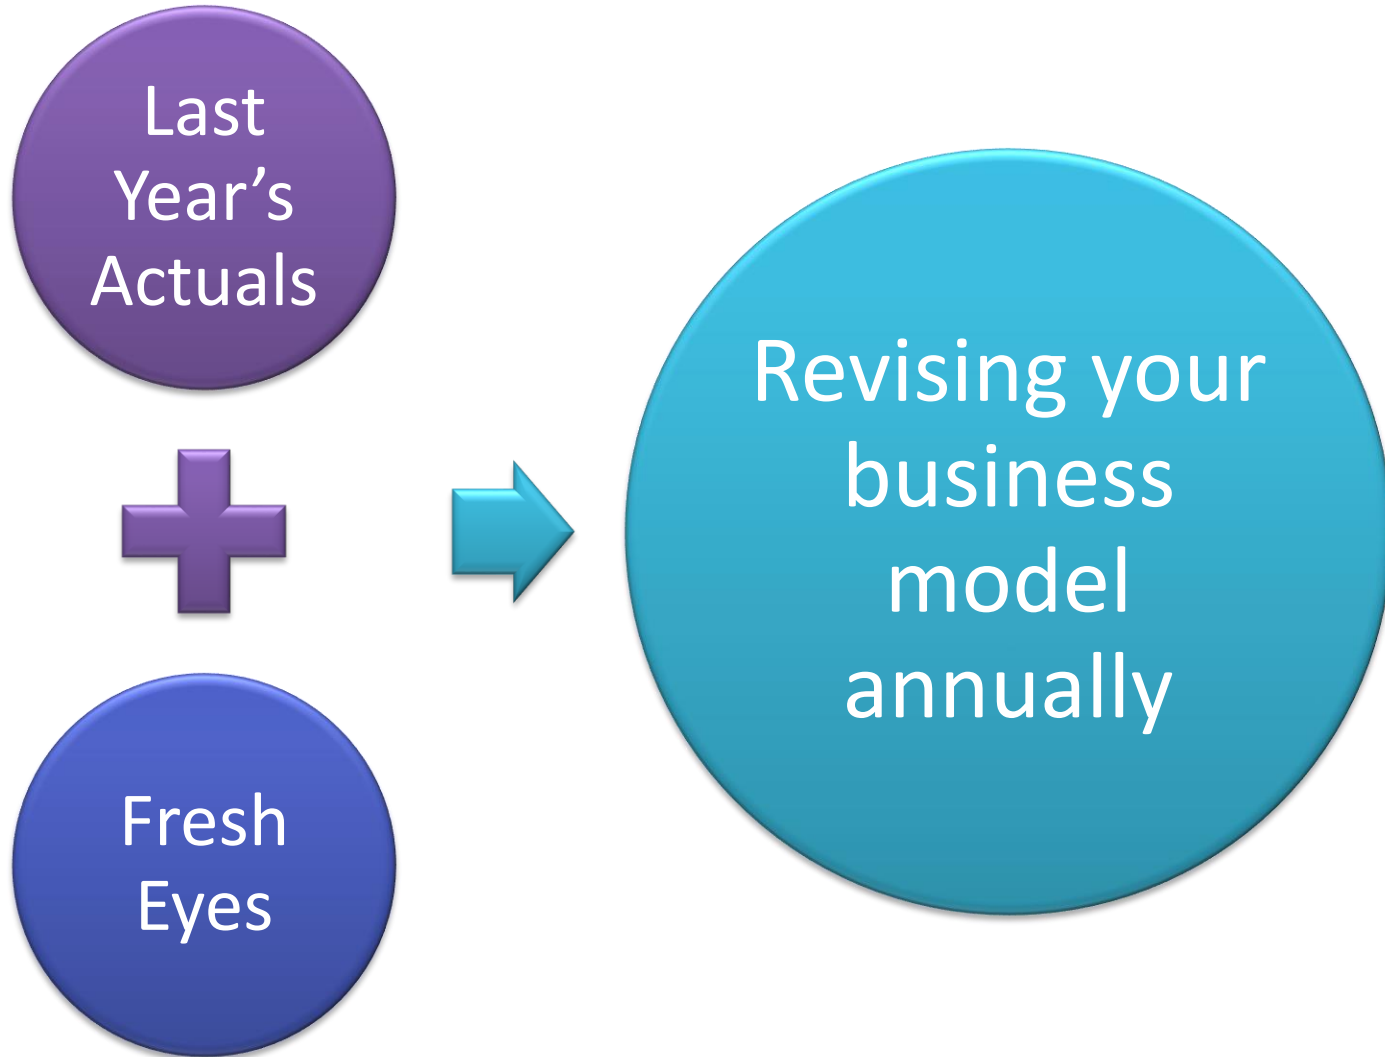 Last
Year’s
Actuals
Fresh
Eyes
Revising your
business
model
annually